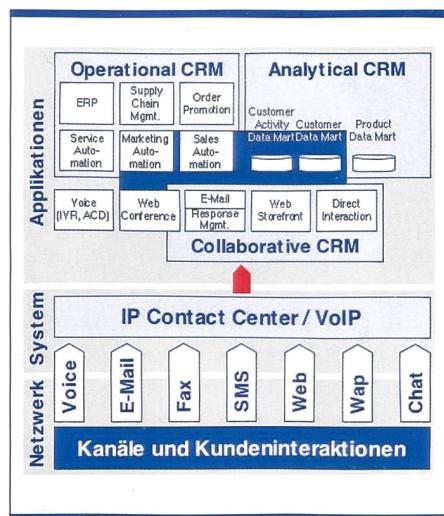 Applikationen
Operational CRM
Analytical CRM
ERP
Supply
Chain
Mgmt.
Order
Promotion
Customer
Activity
Data Mart
Customer
Data Mart
Product
Data Mart
Service
Auto-
mation
Marketing
Auto-
mation
Sales
Auto-
mation
Voice
(IVR, ACD)
Web
Conference
E-Mail
Response
Mgmt.
Web
Storefront
Direct
Interaction
Collaborative CRM
System
IP Contact Center / VoIP
Netzwerk
Voice
E-Mail
Fax
SMS
Web
Wap
Chat
Kanäle und Kundeninteraktionen